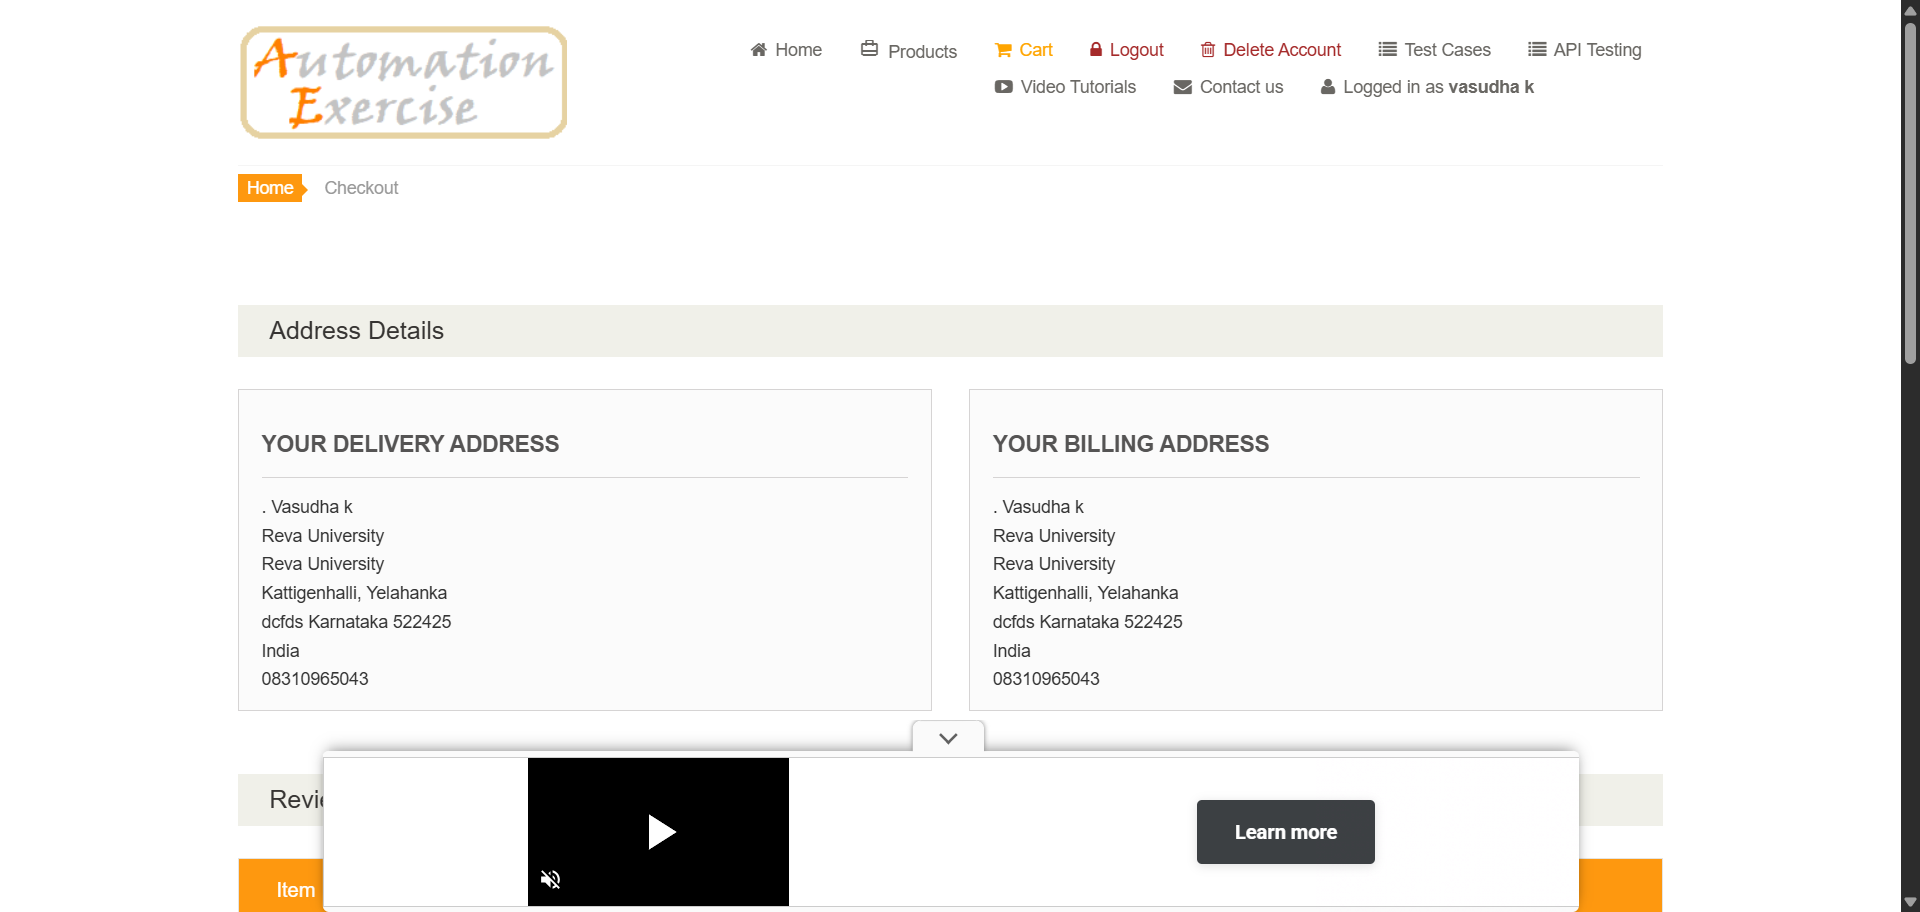 Automation
Exercise
Home
Products
Cart
Logout
Delete Account
Test Cases
API Testing
Video Tutorials
Contact us
Logged in as vasudha k
Home
Checkout
Address Details
YOUR DELIVERY ADDRESS
. Vasudha k
Reva University
Reva University
Kattigenhalli, Yelahanka
dcfds Karnataka 522425
India
08310965043
YOUR BILLING ADDRESS
. Vasudha k
Reva University
Reva University
Kattigenhalli, Yelahanka
dcfds Karnataka 522425
India
08310965043
Learn more
Item